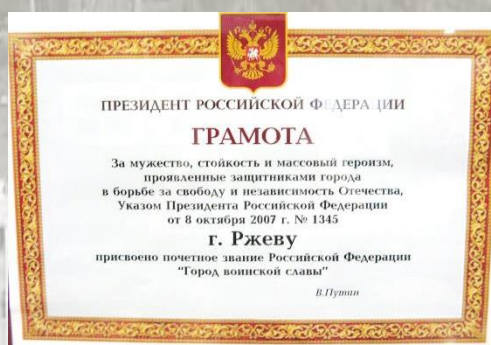 ПРЕЗИДЕНТ РОССИЙСКОЙ ФЕДЕРАЦИИ
ГРАМОТА
За мужество, стойкость и массовый героизм,
проявленные защитниками города
в борьбе за свободу и независимость Отечества,
Указом Президента Российской Федерации
от 8 октября 2007 г. № 1345
г. Ржеву
присвоено почетное звание Российской Федерации
"Город воинской славы"
В.Путин